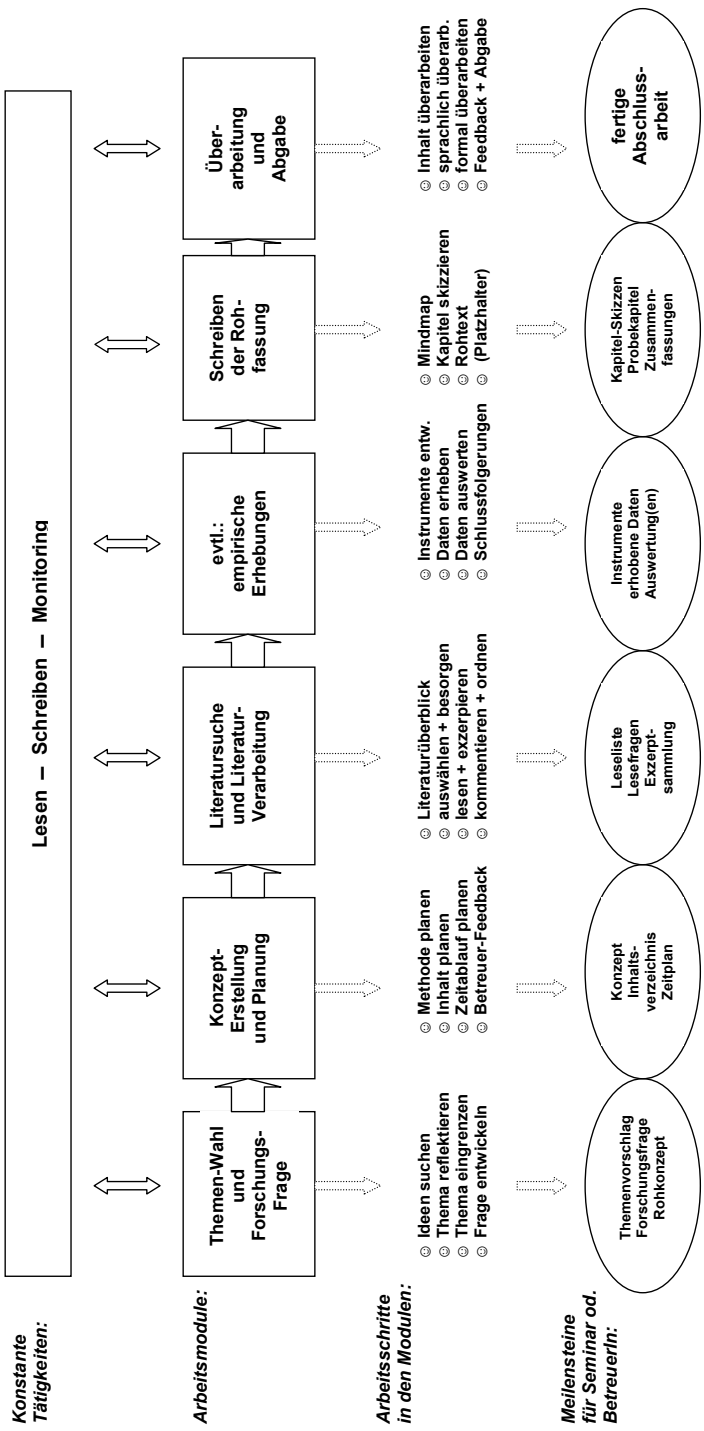 Konstante
Tätigkeiten:
Lesen – Schreiben – Monitoring
Arbeitsmodule:
Themen-Wahl
und
Forschungs-
Frage
Konzept-
Erstellung
und Planung
Literatursuche
und Literatur-
Verarbeitung
evtl.:
empirische
Erhebungen
Schreiben
der Roh-
fassung
Über-
arbeitung
und
Abgabe
Arbeitsschritte
in den Modulen:
☺ Ideen suchen
☺ Thema reflektieren
☺ Thema eingrenzen
☺ Frage entwickeln
☺ Methode planen
☺ Inhalt planen
☺ Zeitablauf planen
☺ Betreuer-Feedback
☺ Literaturüberblick
☺ auswählen + besorgen
☺ lesen + exzerpieren
☺ kommentieren + ordnen
☺ Instrumente entw.
☺ Daten erheben
☺ Daten auswerten
☺ Schlussfolgerungen
☺ Mindmap
☺ Kapitel skizzieren
☺ Rohtext
☺ (Platzhalter)
☺ Inhalt überarbeiten
☺ sprachlich überarb.
☺ formal überarbeiten
☺ Feedback + Abgabe
Meilensteine
für Seminar od.
BetreuerIn:
Themenvorschlag
Forschungsfrage
Rohkonzept
Konzept
Inhalts-
verzeichnis
Zeitplan
Leseliste
Lesefragen
Exzerpt-
sammlung
Instrumente
erhobene Daten
Auswertung(en)
Kapitel-Skizzen
Probekapitel
Zusammen-
fassungen
fertige
Abschluss-
arbeit